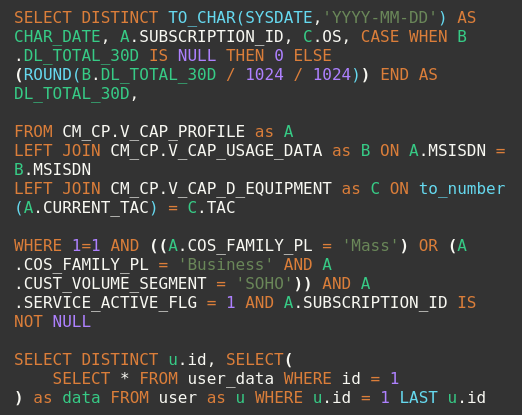 SELECT DISTINCT TO_CHAR(SYSDATE,'YYYY-MM-DD') AS
CHAR_DATE, A.SUBSCRIPTION_ID, C.OS, CASE WHEN B
.DL_TOTAL_30D IS NULL THEN 0 ELSE
(ROUND(B.DL_TOTAL_30D / 1024 / 1024)) END AS
DL_TOTAL_30D,

FROM CM_CP.V_CAP_PROFILE as A
LEFT JOIN CM_CP.V_CAP_USAGE_DATA as B ON A.MSISDN =
B.MSISDN
LEFT JOIN CM_CP.V_CAP_D_EQUIPMENT as C ON to_number
(A.CURRENT_TAC) = C.TAC

WHERE 1=1 AND ((A.COS_FAMILY_PL = 'Mass') OR (A
.COS_FAMILY_PL = 'Business' AND A
.CUST_VOLUME_SEGMENT = 'SOHO')) AND A
.SERVICE_ACTIVE_FLG = 1 AND A.SUBSCRIPTION_ID IS
NOT NULL

SELECT DISTINCT u.id, SELECT(
    SELECT * FROM user_data WHERE id = 1
) as data FROM user as u WHERE u.id = 1 LAST u.id